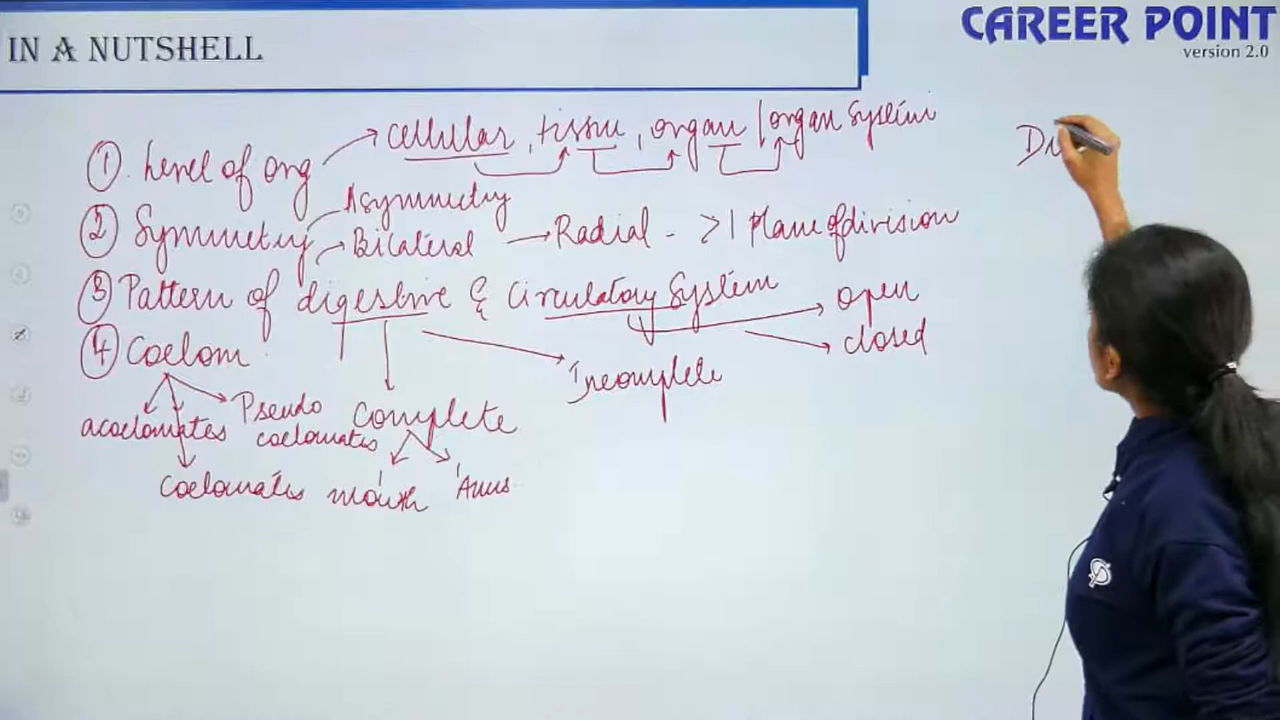 IN A NUTSHELL
CAREER POINT
version 2.0
① Level of org → cellular, tissue, organ / organ System
② Symmetry Asymmetry
Bilateral → Radial - >1 Plane of division
③ Pattern of digestive & Circulatory System → open
closed
④ Coelom
Incomplete
acoelomates Pseudo coelomates Complete
Coelomates mouth Anus